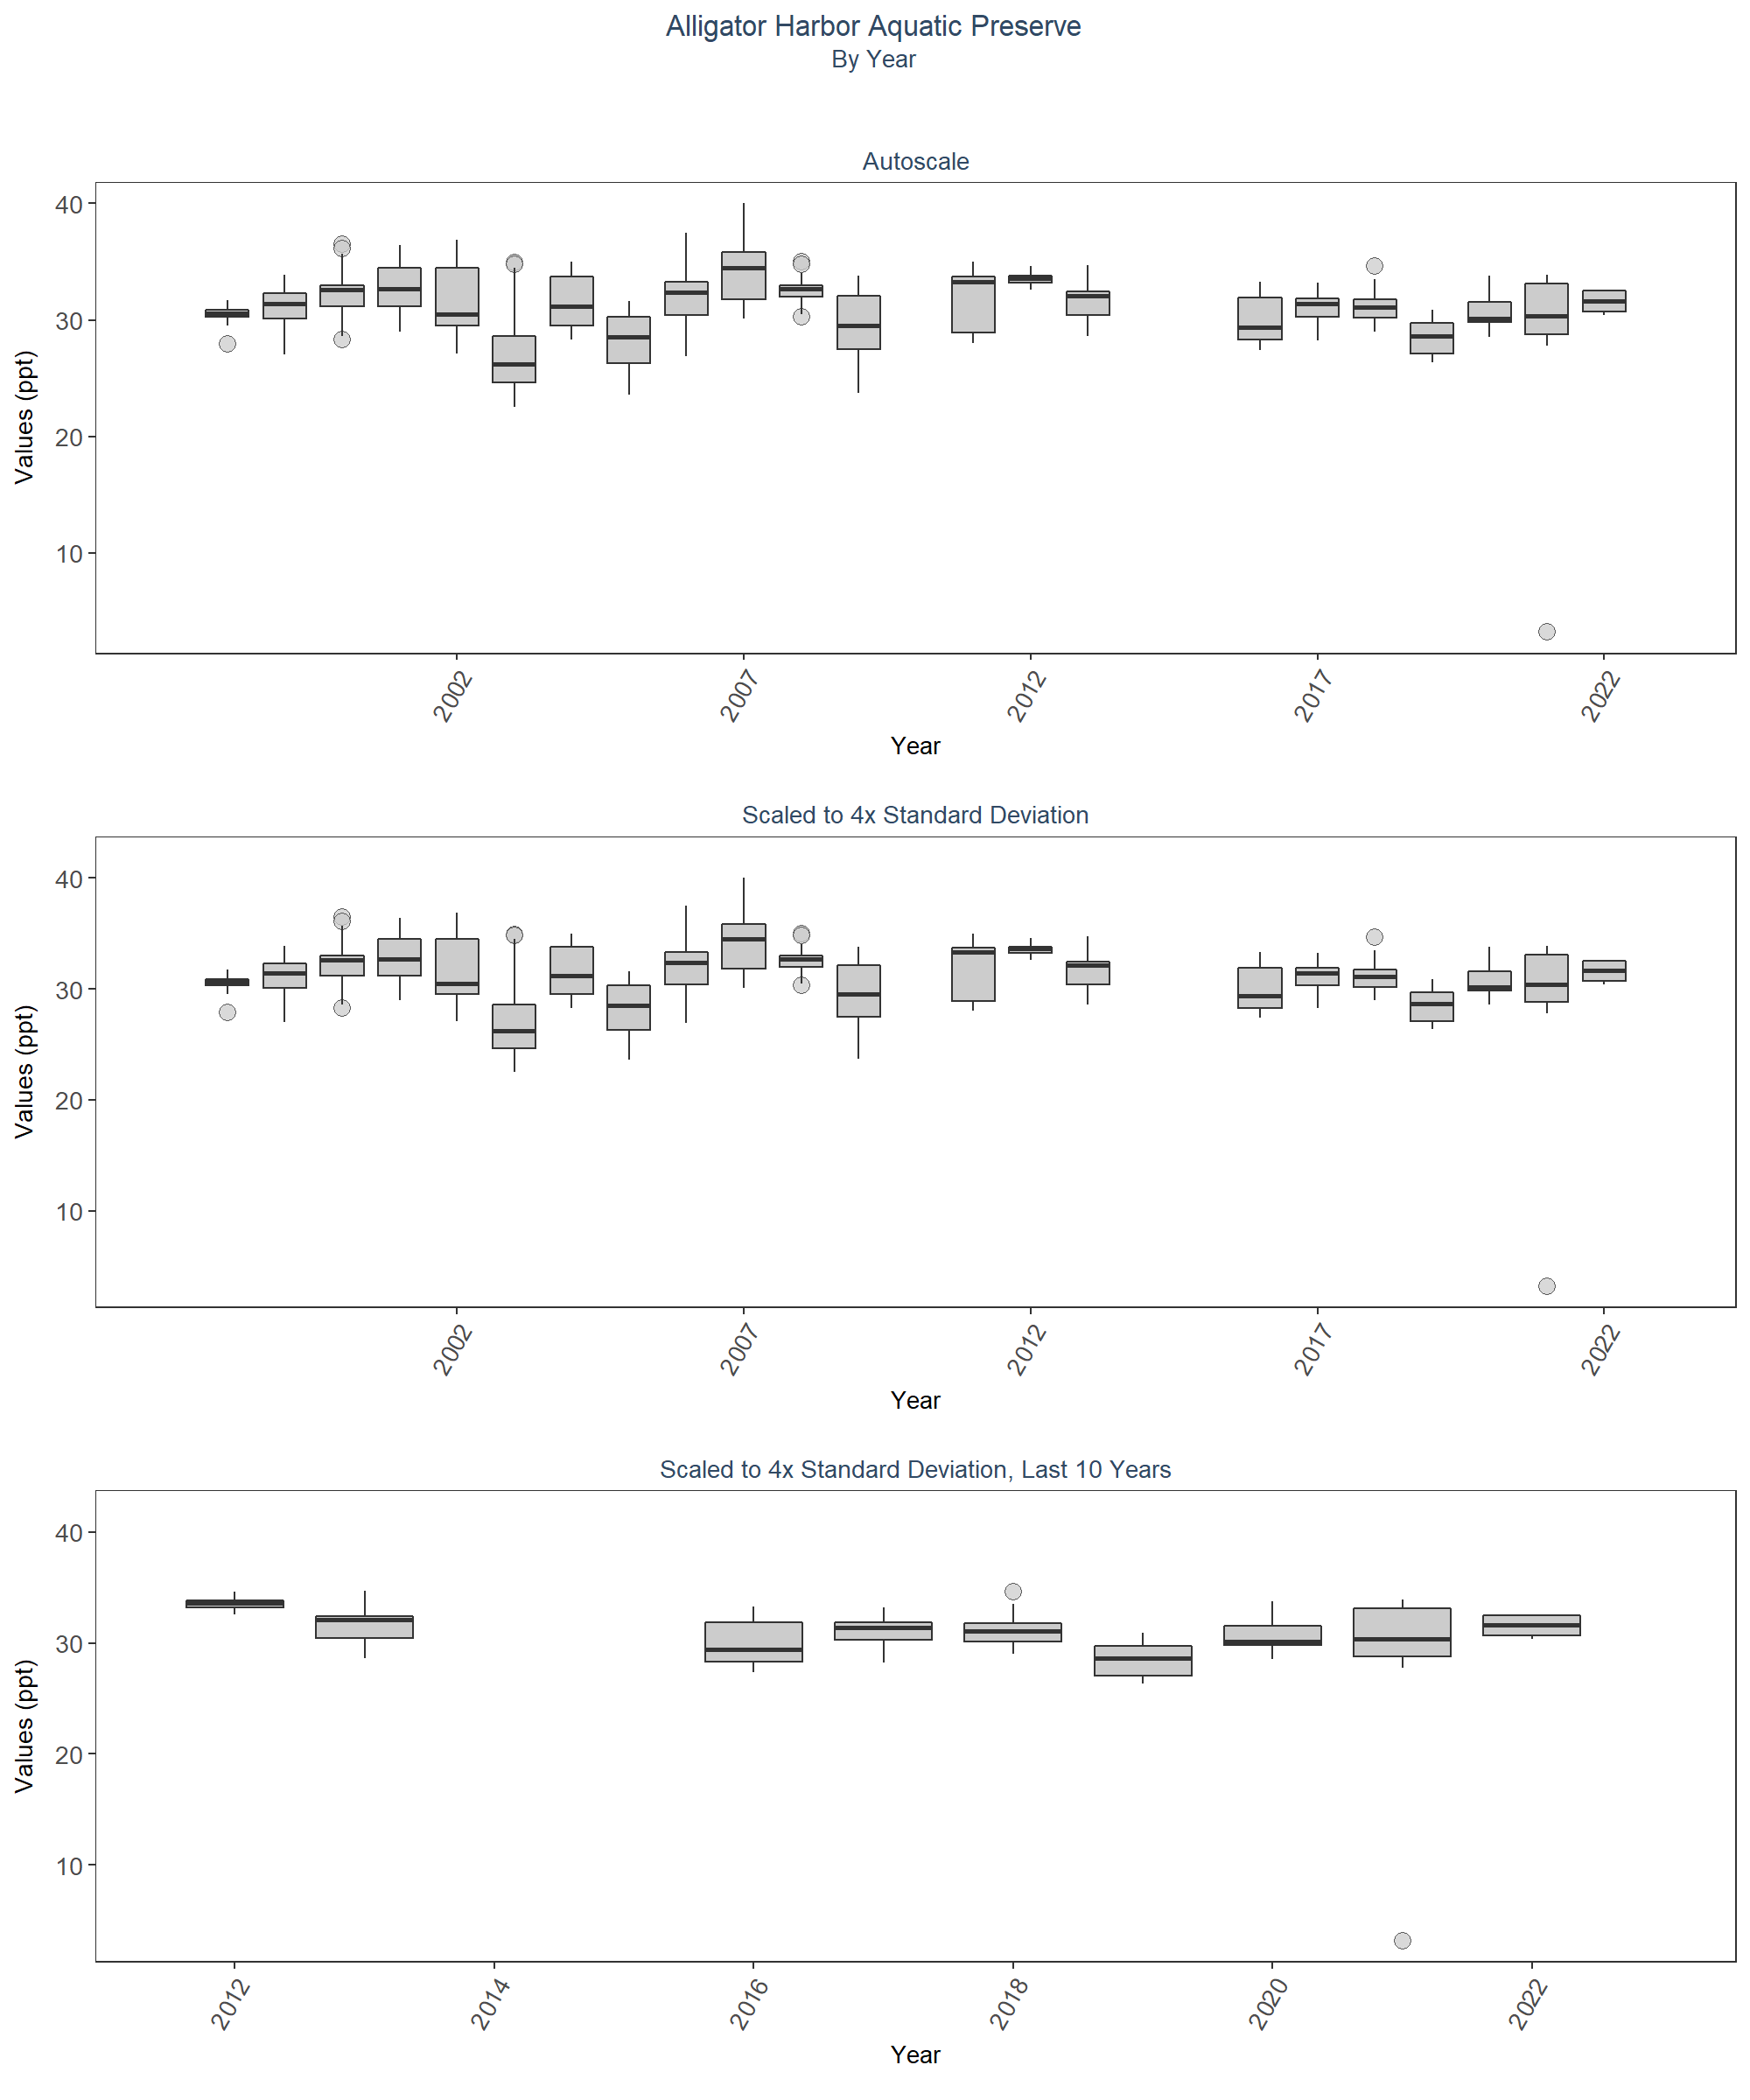 Alligator Harbor Aquatic Preserve
By Year
Autoscale
40
30
20
10
Values (ppt)
2002
2007
2012
2017
2022
Year
Scaled to 4x Standard Deviation
40
30
20
10
Values (ppt)
2002
2007
2012
2017
2022
Year
Scaled to 4x Standard Deviation, Last 10 Years
40
30
20
10
Values (ppt)
2012
2014
2016
2018
2020
2022
Year